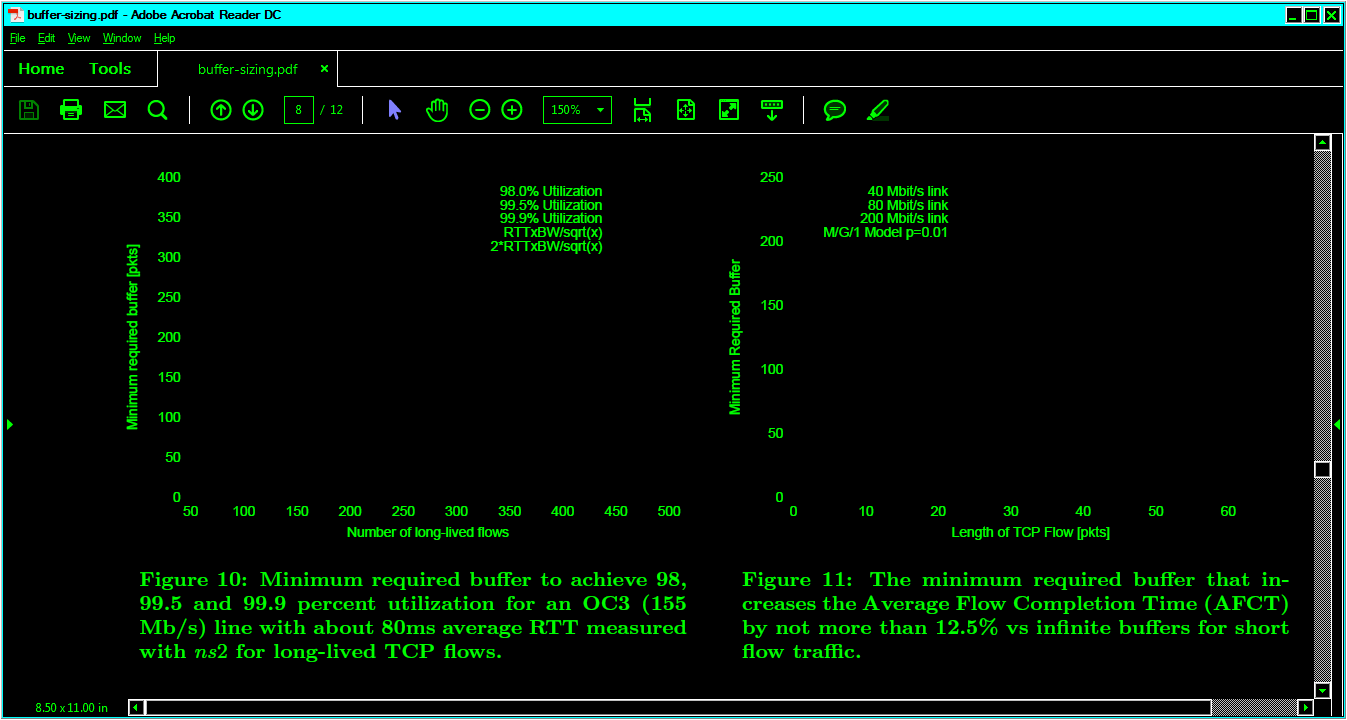 buffer-sizing.pdf - Adobe Acrobat Reader DC
File Edit View Window Help
Home Tools buffer-sizing.pdf ×
8 / 12 150%
400
350
300
250
200
150
100
50
0
Minimum required buffer [pkts]
98.0% Utilization
99.5% Utilization
99.9% Utilization
RTTxBW/sqrt(x)
2*RTTxBW/sqrt(x)
50 100 150 200 250 300 350 400 450 500
Number of long-lived flows
Figure 10: Minimum required buffer to achieve 98,
99.5 and 99.9 percent utilization for an OC3 (155
Mb/s) line with about 80ms average RTT measured
with ns2 for long-lived TCP flows.
250
200
150
100
50
0
Minimum Required Buffer
40 Mbit/s link
80 Mbit/s link
200 Mbit/s link
M/G/1 Model p=0.01
0 10 20 30 40 50 60
Length of TCP Flow [pkts]
Figure 11: The minimum required buffer that in-
creases the Average Flow Completion Time (AFCT)
by not more than 12.5% vs infinite buffers for short
flow traffic.
8.50 x 11.00 in